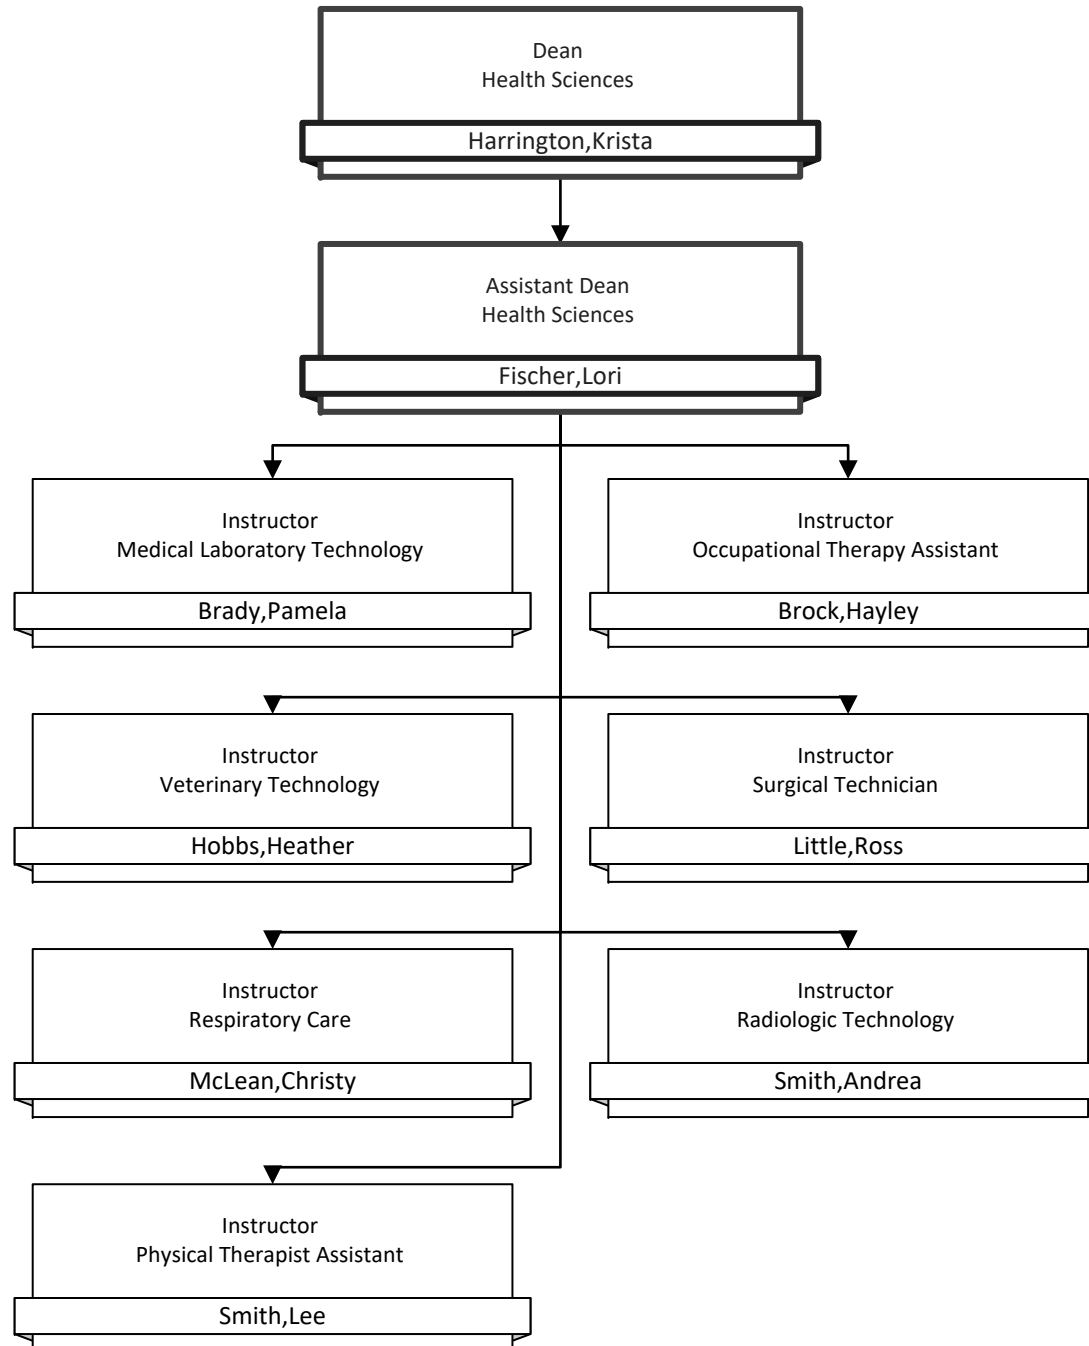 Dean
Health Sciences
Harrington,Krista
Assistant Dean
Health Sciences
Fischer,Lori
Instructor
Medical Laboratory Technology
Brady,Pamela
Instructor
Occupational Therapy Assistant
Brock,Hayley
Instructor
Veterinary Technology
Hobbs,Heather
Instructor
Surgical Technician
Little,Ross
Instructor
Respiratory Care
McLean,Christy
Instructor
Radiologic Technology
Smith,Andrea
Instructor
Physical Therapist Assistant
Smith,Lee